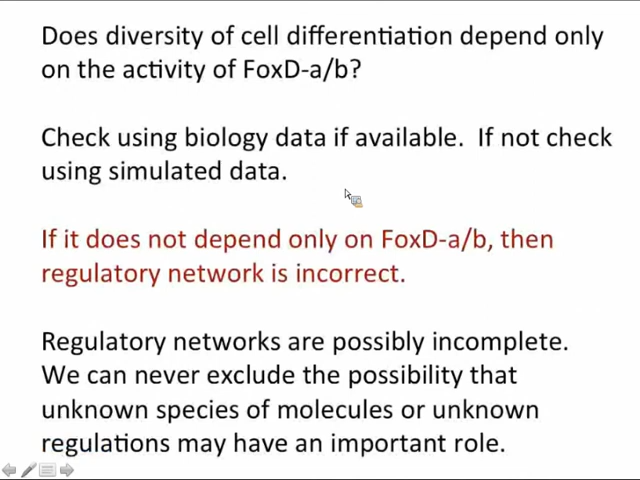 Does diversity of cell differentiation depend only
on the activity of FoxD-a/b?
Check using biology data if available.  If not check
using simulated data.
If it does not depend only on FoxD-a/b, then
regulatory network is incorrect.
Regulatory networks are possibly incomplete.
We can never exclude the possibility that
unknown species of molecules or unknown
regulations may have an important role.